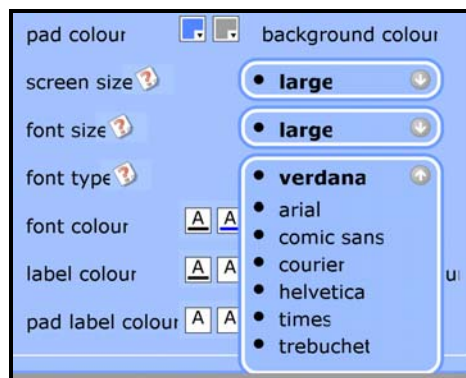 pad colour background colour
screen size ? large
font size ? large
font type ? verdana
arial
font colour A A
comic sans
courier
label colour A A
helvetica
times
pad label colour A A
trebuchet